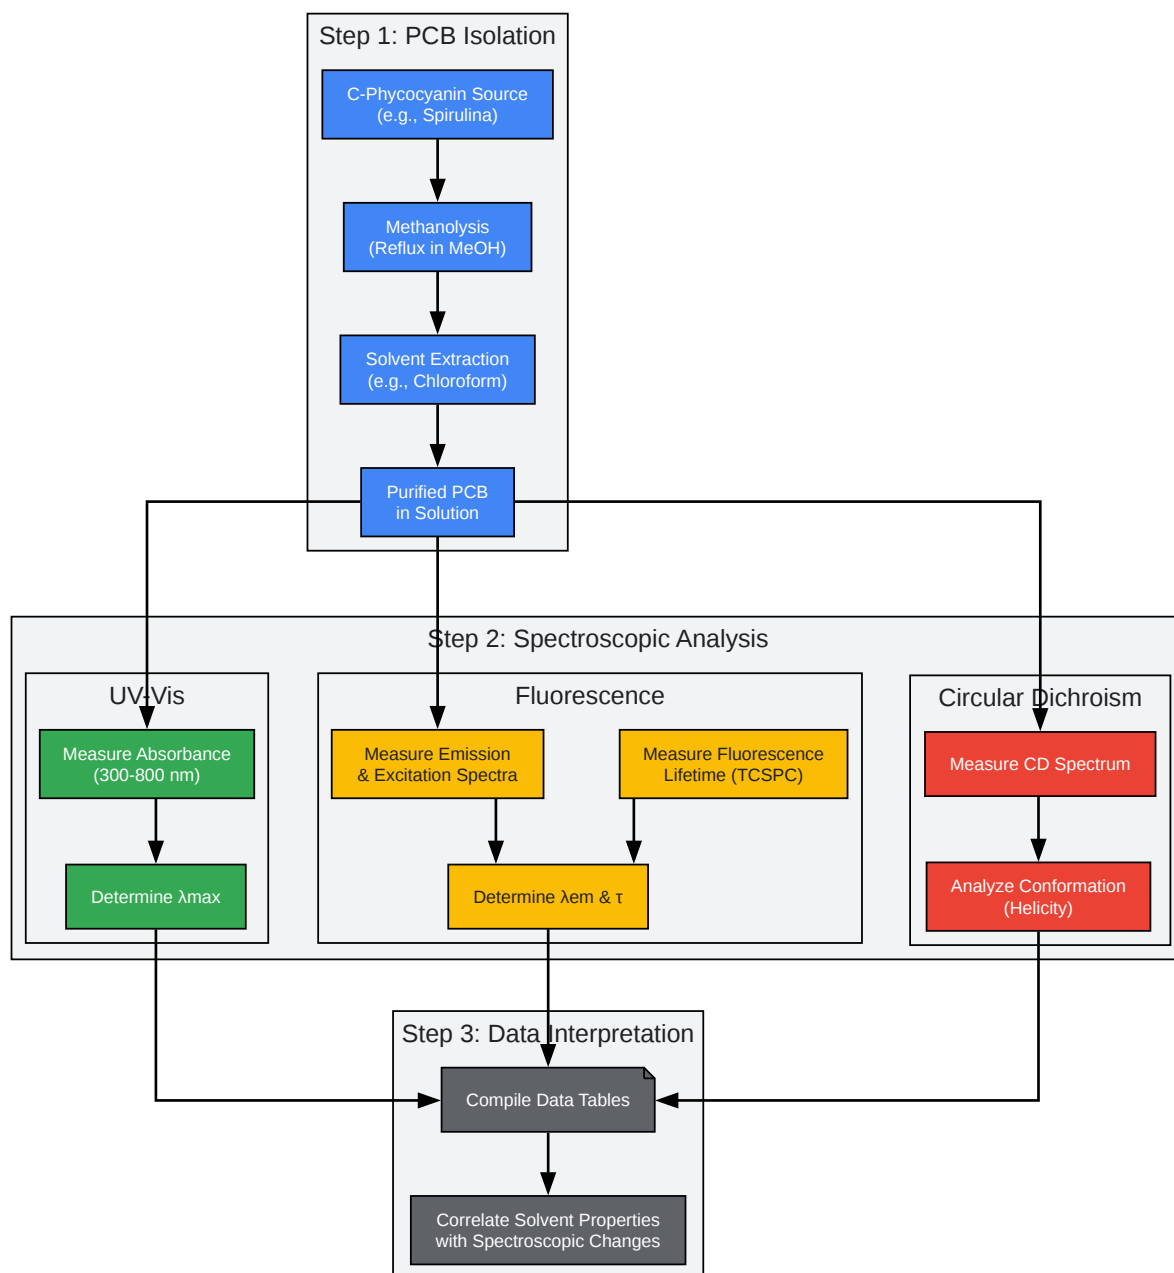 Step 1: PCB Isolation
C-Phycocyanin Source
(e.g., Spirulina)
Methanolysis
(Reflux in MeOH)
Solvent Extraction
(e.g., Chloroform)
Purified PCB
in Solution
Step 2: Spectroscopic Analysis
UV-Vis
Fluorescence
Circular Dichroism
Measure Absorbance
(300-800 nm)
Measure Emission
& Excitation Spectra
Measure Fluorescence
Lifetime (TCSPC)
Measure CD Spectrum
Determine λmax
Determine λem & τ
Analyze Conformation
(Helicity)
Step 3: Data Interpretation
Compile Data Tables
Correlate Solvent Properties
with Spectroscopic Changes